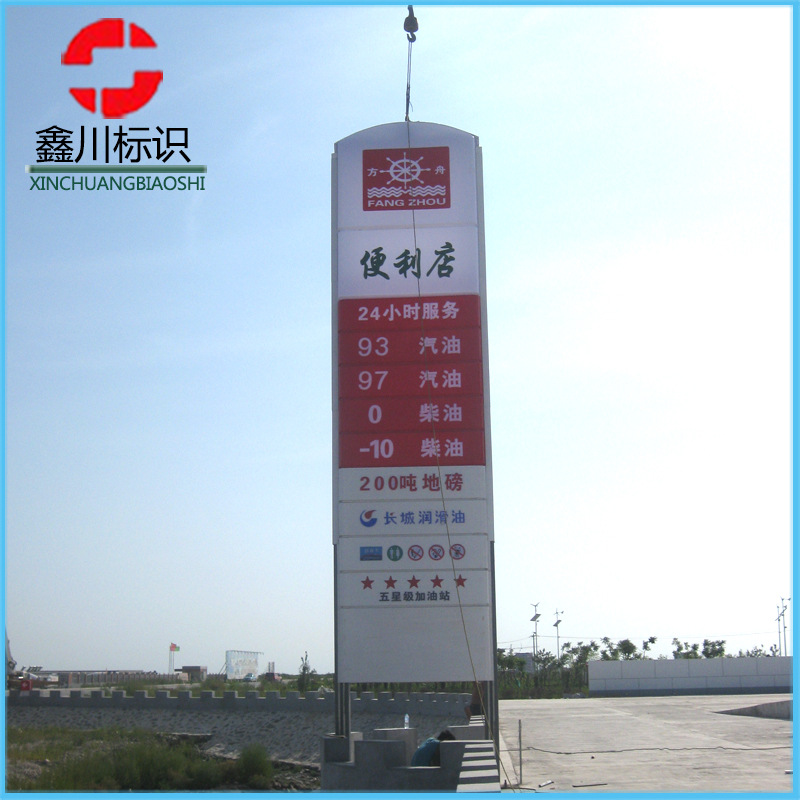 鑫川标识
XINCHUANGBIAOSHI
方 舟
FANG ZHOU
便利店
24小时服务
93 汽油
97 汽油
0 柴油
-10 柴油
200吨地磅
长城润滑油
五星级加油站